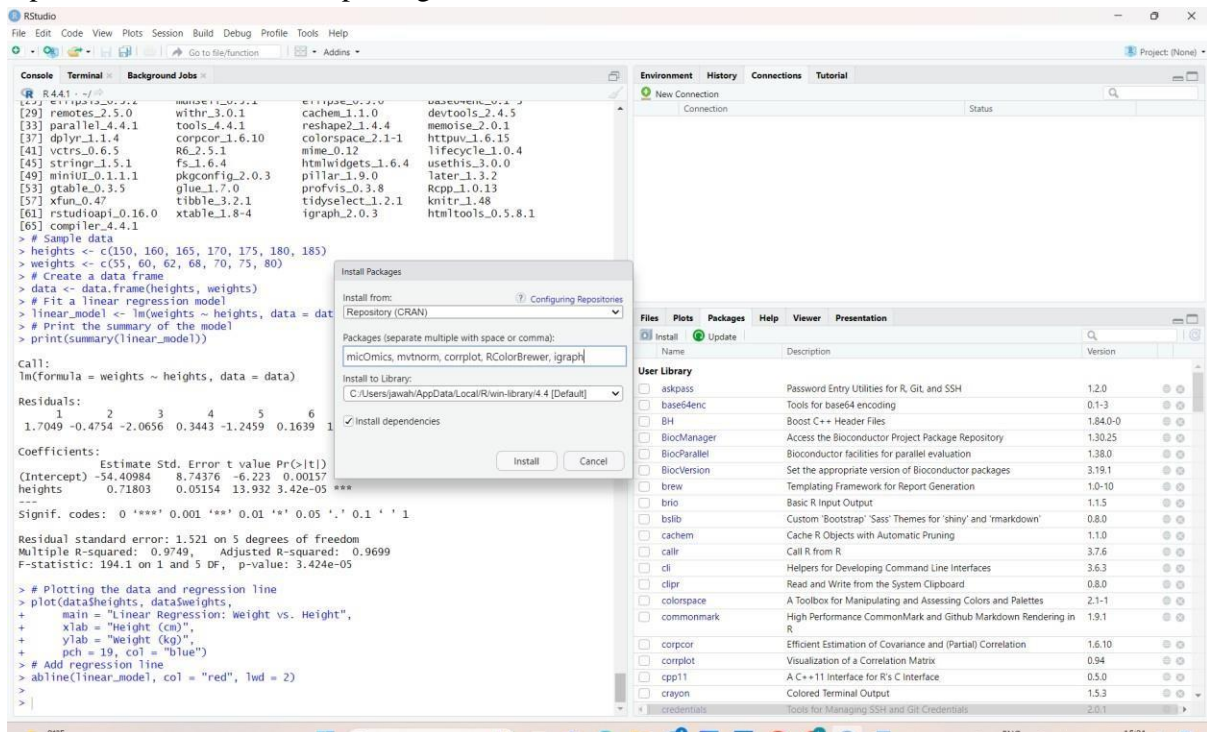 RStudio
File Edit Code View Plots Session Build Debug Profile Tools Help
Go to file/function Addins Project: (None)
Console Terminal Background Jobs
R 4.4.1 · ~/
[29] remotes_2.5.0 withr_3.0.1 cachem_1.1.0 devtools_2.4.5
[33] parallel_4.4.1 tools_4.4.1 reshape2_1.4.4 memoise_2.0.1
[37] dplyr_1.1.4 corpcor_1.6.10 colorspace_2.1-1 httpuv_1.6.15
[41] vctrs_0.6.5 R6_2.5.1 mime_0.12 lifecycle_1.0.4
[45] stringr_1.5.1 fs_1.6.4 htmlwidgets_1.6.4 usethis_3.0.0
[49] miniUI_0.1.1.1 pkgconfig_2.0.3 pillar_1.9.0 later_1.3.2
[53] gtable_0.3.5 glue_1.7.0 profvis_0.3.8 Rcpp_1.0.13
[57] xfun_0.47 tibble_3.2.1 tidyselect_1.2.1 knitr_1.48
[61] rstudioapi_0.16.0 xtable_1.8-4 igraph_2.0.3 htmltools_0.5.8.1
[65] compiler_4.4.1
> # Sample data
> heights <- c(150, 160, 165, 170, 175, 180, 185)
> weights <- c(55, 60, 62, 68, 70, 75, 80)
> # Create a data frame
> data <- data.frame(heights, weights)
> # Fit a linear regression model
> linear_model <- lm(weights ~ heights, data = dat
> # Print the summary of the model
> print(summary(linear_model))
Call:
lm(formula = weights ~ heights, data = data)
Residuals:
1 2 3 4 5 6
1.7049 -0.4754 -2.0656 0.3443 -1.2459 0.1639 1
Coefficients:
Estimate Std. Error t value Pr(>|t|)
(Intercept) -54.40984 8.74376 -6.223 0.00157
heights 0.71803 0.05154 13.932 3.42e-05 ***
---
Signif. codes: 0 '***' 0.001 '**' 0.01 '*' 0.05 '.' 0.1 ' ' 1
Residual standard error: 1.521 on 5 degrees of freedom
Multiple R-squared: 0.9749, Adjusted R-squared: 0.9699
F-statistic: 194.1 on 1 and 5 DF, p-value: 3.424e-05
> # Plotting the data and regression line
> plot(data$heights, data$weights,
+ main = "Linear Regression: Weight vs. Height",
+ xlab = "Height (cm)",
+ ylab = "Weight (kg)",
+ pch = 19, col = "blue")
> # Add regression line
> abline(linear_model, col = "red", lwd = 2)
>
>
Install Packages
Install from: ? Configuring Repositories
Repository (CRAN)
Packages (separate multiple with space or comma):
micOmics, mvtnorm, corrplot, RColorBrewer, igraph
Install to Library:
C:/Users/jawah/AppData/Local/R/win-library/4.4 [Default]
Install dependencies
Install Cancel
Environment History Connections Tutorial
New Connection
Connection Status
Files Plots Packages Help Viewer Presentation
Install Update
Name Description Version
User Library
askpass Password Entry Utilities for R, Git, and SSH 1.2.0
base64enc Tools for base64 encoding 0.1-3
BH Boost C++ Header Files 1.84.0-0
BiocManager Access the Bioconductor Project Package Repository 1.30.25
BiocParallel Bioconductor facilities for parallel evaluation 1.38.0
BiocVersion Set the appropriate version of Bioconductor packages 3.19.1
brew Templating Framework for Report Generation 1.0-10
brio Basic R Input Output 1.1.5
bslib Custom 'Bootstrap' 'Sass' Themes for 'shiny' and 'rmarkdown' 0.8.0
cachem Cache R Objects with Automatic Pruning 1.1.0
callr Call R from R 3.7.6
cli Helpers for Developing Command Line Interfaces 3.6.3
clipr Read and Write from the System Clipboard 0.8.0
colorspace A Toolbox for Manipulating and Assessing Colors and Palettes 2.1-1
commonmark High Performance CommonMark and Github Markdown Rendering in 1.9.1
R
corpcor Efficient Estimation of Covariance and (Partial) Correlation 1.6.10
corrplot Visualization of a Correlation Matrix 0.94
cpp11 A C++11 Interface for R's C Interface 0.5.0
crayon Colored Terminal Output 1.5.3
credentials Tools for Managing SSH and Git Credentials 2.0.1